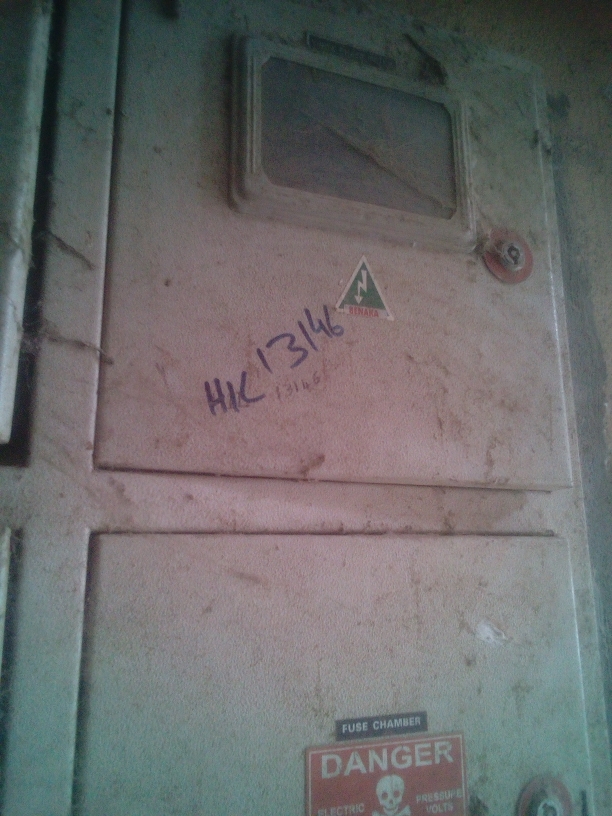 HK 13146
13146
FUSE CHAMBER
DANGER
ELECTRIC PRESSURE
VOLTS